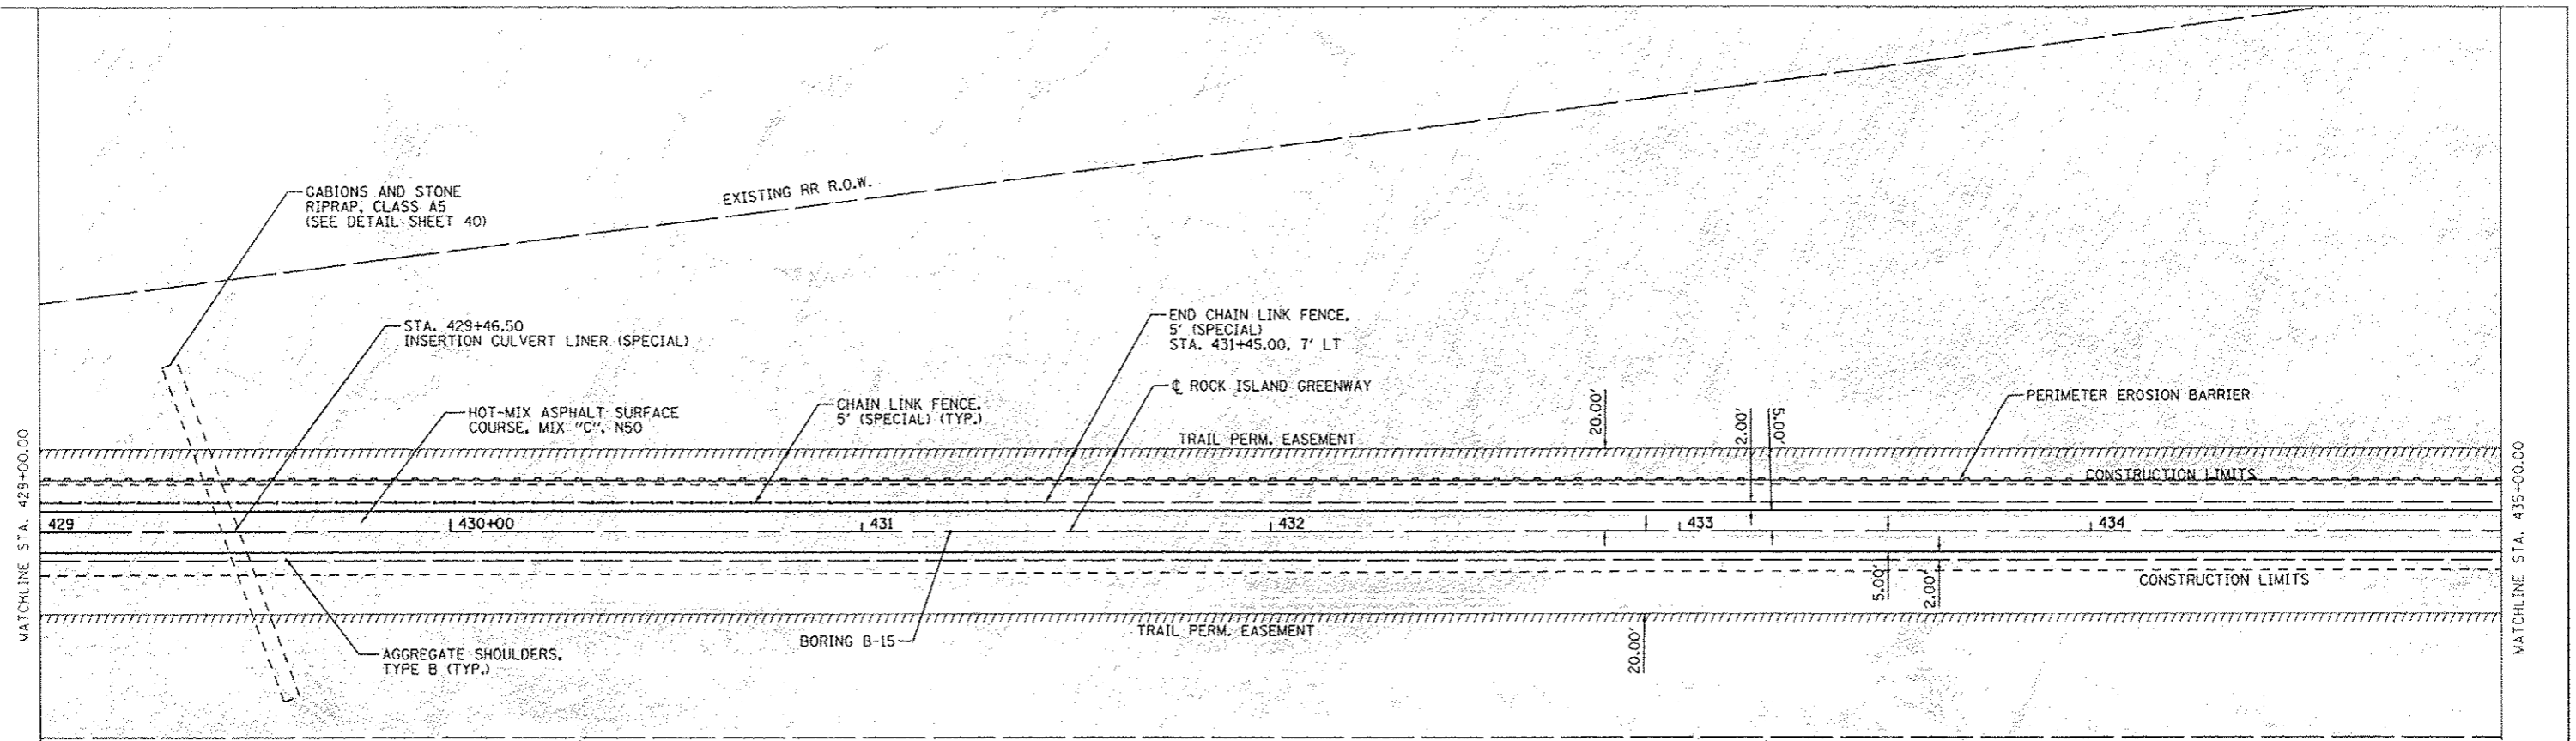 EXISTING RR R.O.W.
GABIONS AND STONE
RIPRAP, CLASS A5
(SEE DETAIL SHEET 40)
STA. 429+46.50
INSERTION CULVERT LINER (SPECIAL)
END CHAIN LINK FENCE,
5' (SPECIAL)
STA. 431+45.00, 7' LT
HOT-MIX ASPHALT SURFACE
COURSE, MIX "C", N50
CHAIN LINK FENCE,
5' (SPECIAL) (TYP.)
℄ ROCK ISLAND GREENWAY
PERIMETER EROSION BARRIER
20.00'
2.00'
5.00'
TRAIL PERM. EASEMENT
CONSTRUCTION LIMITS
MATCHLINE STA. 429+00.00
429
430+00
431
432
433
434
MATCHLINE STA. 435+00.00
5.00'
2.00'
CONSTRUCTION LIMITS
TRAIL PERM. EASEMENT
BORING B-15
20.00'
AGGREGATE SHOULDERS,
TYPE B (TYP.)